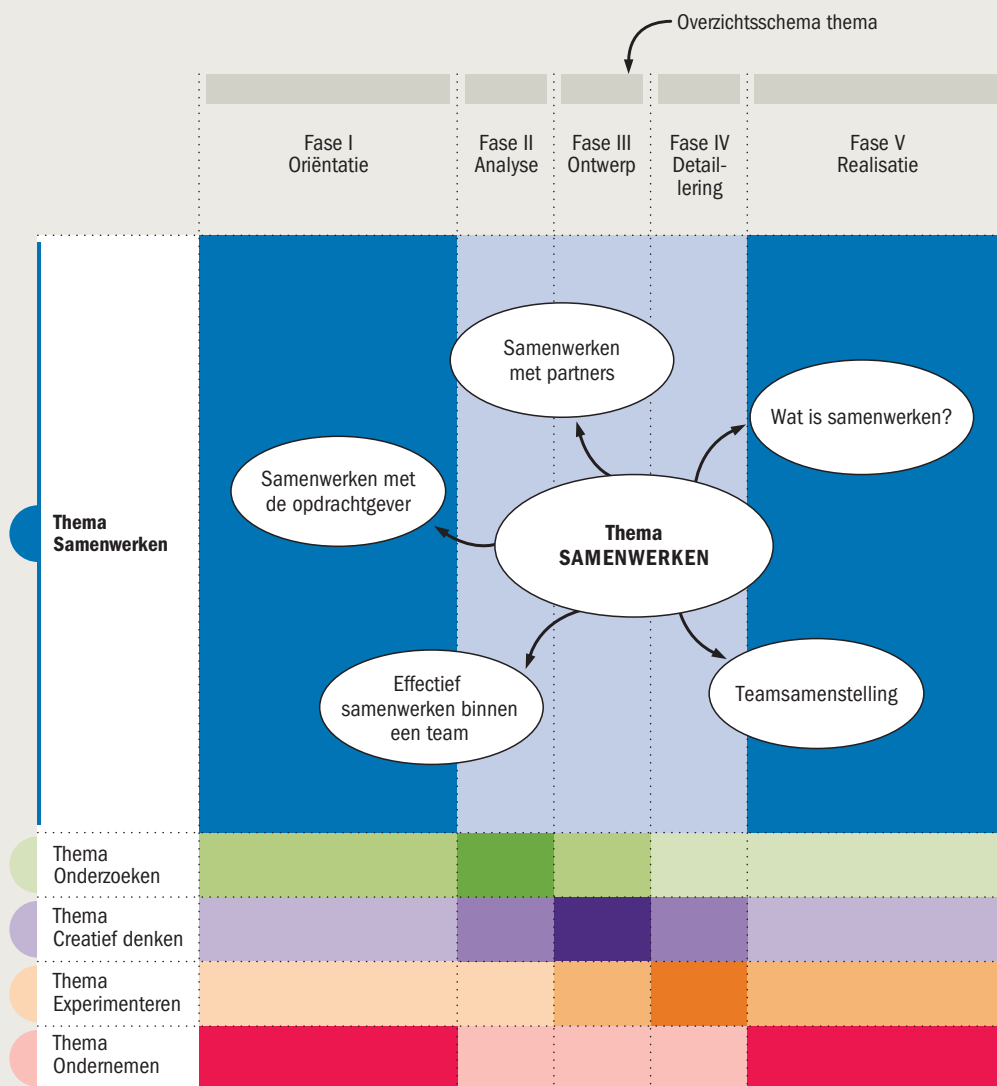 Overzichtsschema thema
Fase I
Oriëntatie
Fase II
Analyse
Fase III
Ontwerp
Fase IV
Detail-
lering
Fase V
Realisatie
Thema
Samenwerken
Samenwerken
met partners
Wat is samenwerken?
Samenwerken met
de opdrachtgever
Thema
SAMENWERKEN
Effectief
samenwerken binnen
een team
Teamsamenstelling
Thema
Onderzoeken
Thema
Creatief denken
Thema
Experimenteren
Thema
Ondernemen